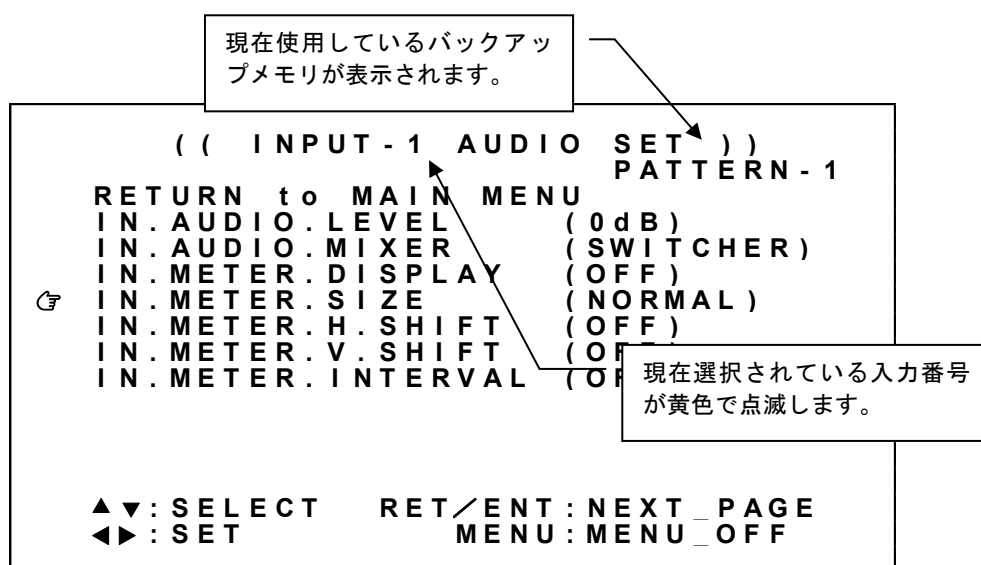 現在使用しているバックアッ
プメモリが表示されます。
(( INPUT-1 AUDIO SET ))
PATTERN-1
RETURN to MAIN MENU
IN.AUDIO.LEVEL (0dB)
IN.AUDIO.MIXER (SWITCHER)
IN.METER.DISPLAY (OFF)
IN.METER.SIZE (NORMAL)
IN.METER.H.SHIFT (OFF)
IN.METER.V.SHIFT
IN.METER.INTERVAL
現在選択されている入力番号
が黄色で点滅します。
▲▼:SELECT RET/ENT:NEXT_PAGE
◀▶:SET MENU:MENU_OFF